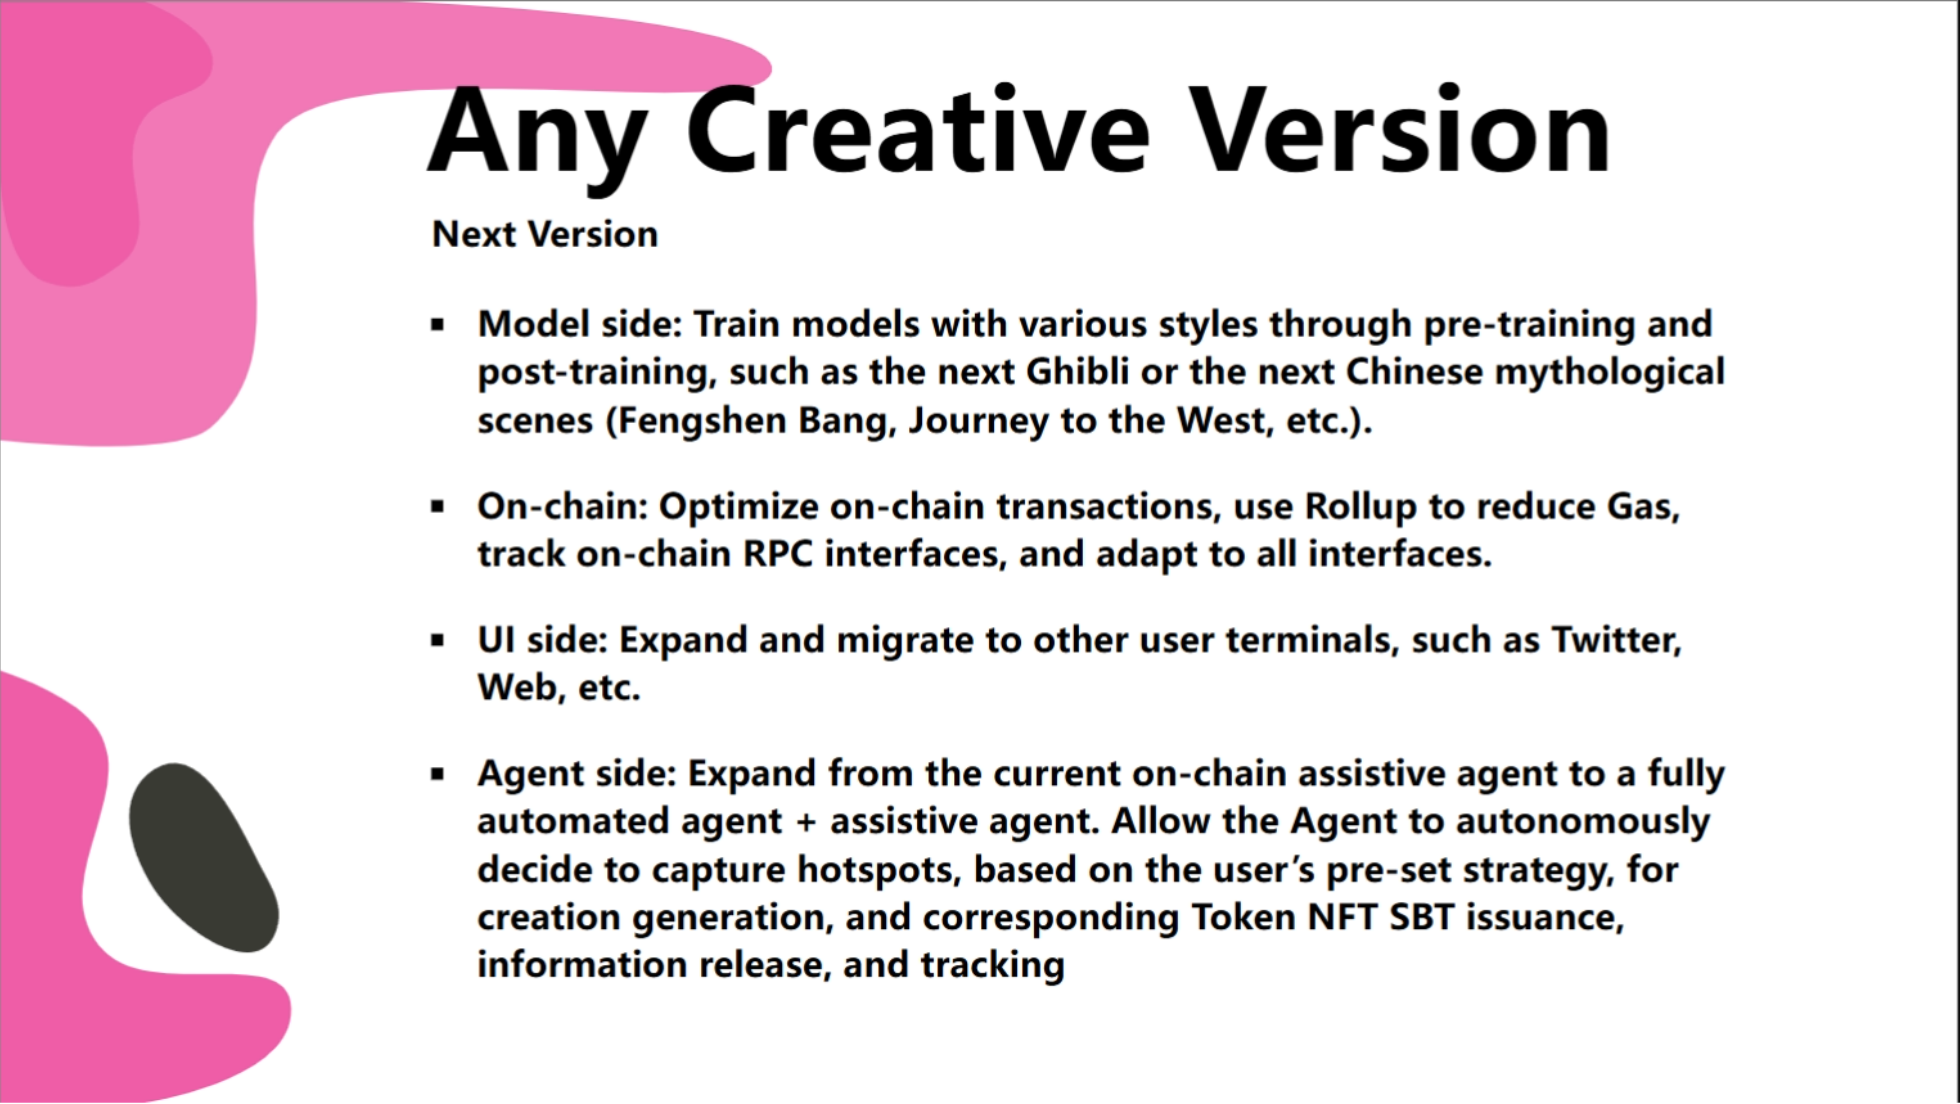 Any Creative Version
Next Version
▪ Model side: Train models with various styles through pre-training and
post-training, such as the next Ghibli or the next Chinese mythological
scenes (Fengshen Bang, Journey to the West, etc.).
▪ On-chain: Optimize on-chain transactions, use Rollup to reduce Gas,
track on-chain RPC interfaces, and adapt to all interfaces.
▪ UI side: Expand and migrate to other user terminals, such as Twitter,
Web, etc.
▪ Agent side: Expand from the current on-chain assistive agent to a fully
automated agent + assistive agent. Allow the Agent to autonomously
decide to capture hotspots, based on the user’s pre-set strategy, for
creation generation, and corresponding Token NFT SBT issuance,
information release, and tracking